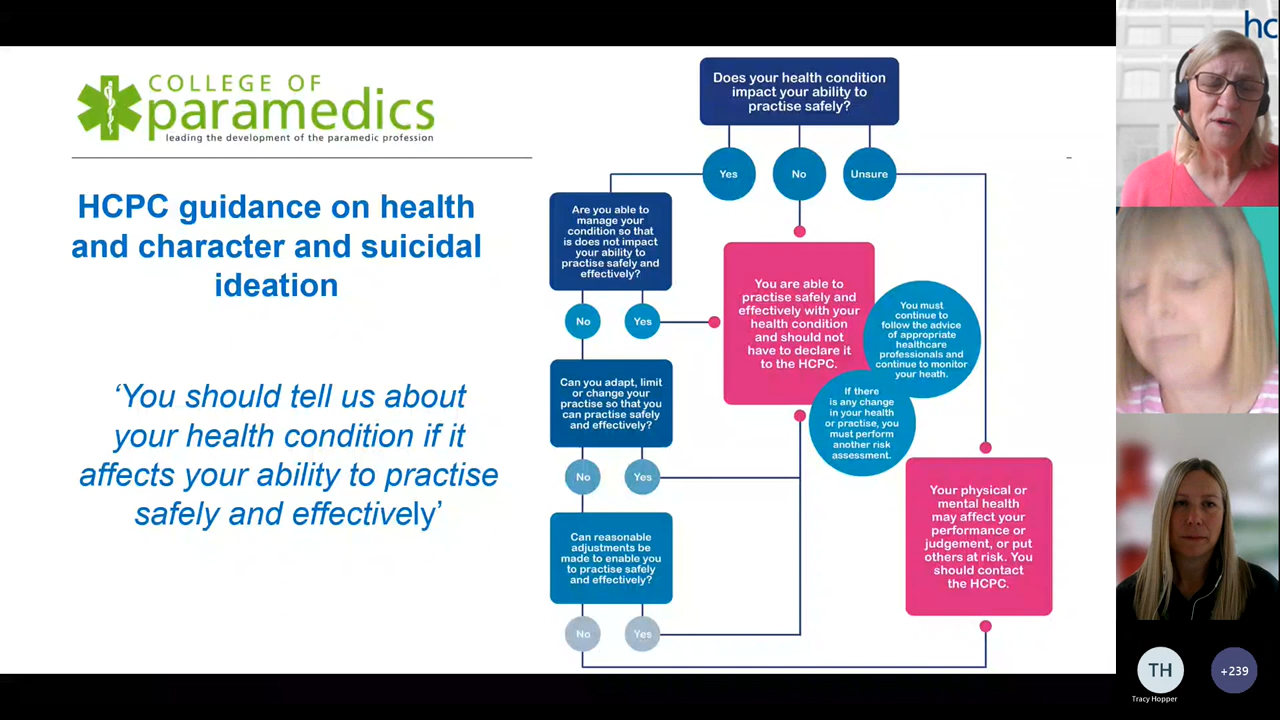 COLLEGE OF
paramedics
leading the development of the paramedic profession
HCPC guidance on health
and character and suicidal
ideation
‘You should tell us about
your health condition if it
affects your ability to practise
safely and effectively’
Does your health condition
impact your ability to
practise safely?
Yes
No
Unsure
Are you able to
manage your
condition so that
is does not impact
your ability to
practise safely and
effectively?
No
Yes
You are able to
practise safely and
effectively with your
health condition
and should not
have to declare it
to the HCPC.
You must
continue to
follow the advice
of appropriate
healthcare
professionals and
continue to monitor
your heath.
If there
is any change
in your health
or practise, you
must perform
another risk
assessment.
Can you adapt, limit
or change your
practise so that you
can practise safely
and effectively?
No
Yes
Can reasonable
adjustments be
made to enable you
to practise safely
and effectively?
No
Yes
Your physical or
mental health
may affect your
performance or
judgement, or put
others at risk. You
should contact
the HCPC.
hc
TH
Tracy Hopper
+239